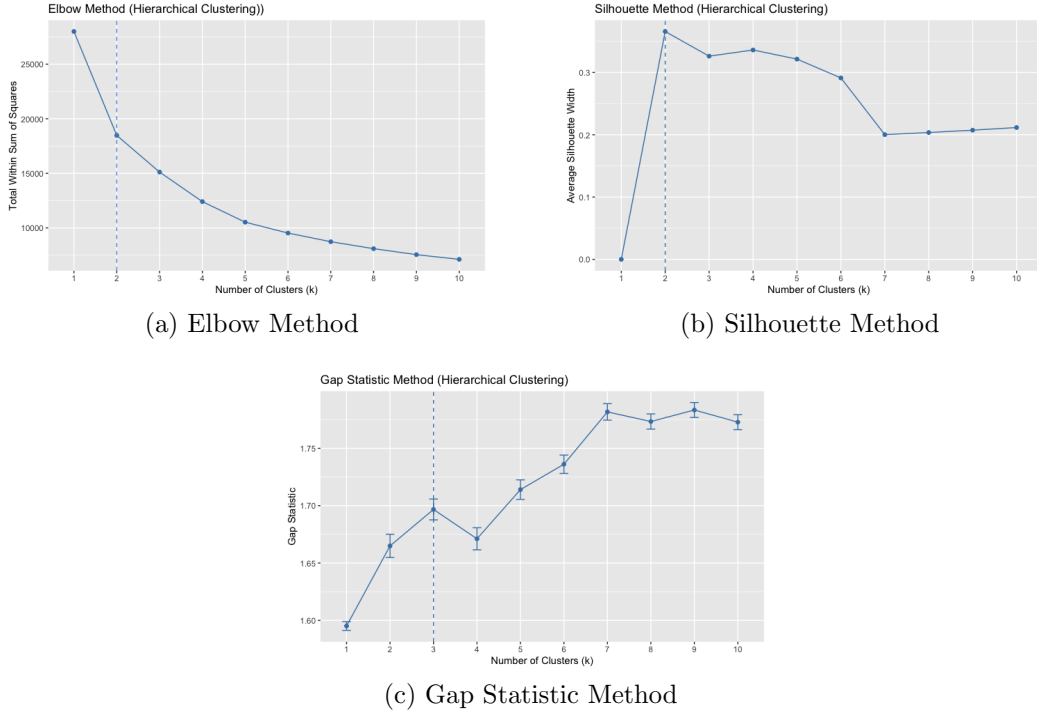 Elbow Method (Hierarchical Clustering))
Total Within Sum of Squares
25000
20000
15000
10000
1 2 3 4 5 6 7 8 9 10
Number of Clusters (k)
(a) Elbow Method
Silhouette Method (Hierarchical Clustering)
Average Silhouette Width
0.3
0.2
0.1
0.0
1 2 3 4 5 6 7 8 9 10
Number of Clusters (k)
(b) Silhouette Method
Gap Statistic Method (Hierarchical Clustering)
Gap Statistic
1.75
1.70
1.65
1.60
1 2 3 4 5 6 7 8 9 10
Number of Clusters (k)
(c) Gap Statistic Method